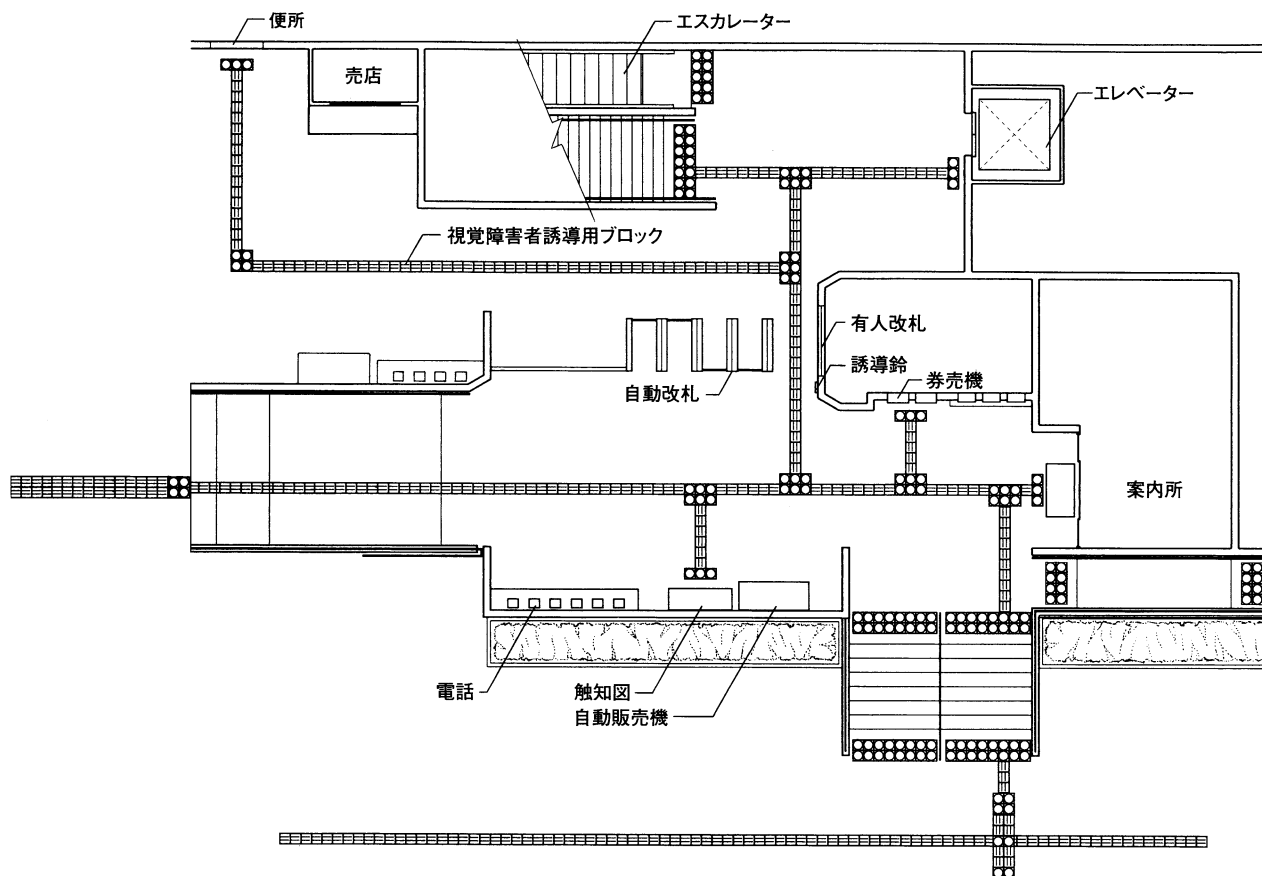 便所
エスカレーター
売店
エレベーター
視覚障害者誘導用ブロック
有人改札
誘導鈴
券売機
自動改札
案内所
電話
触知図
自動販売機